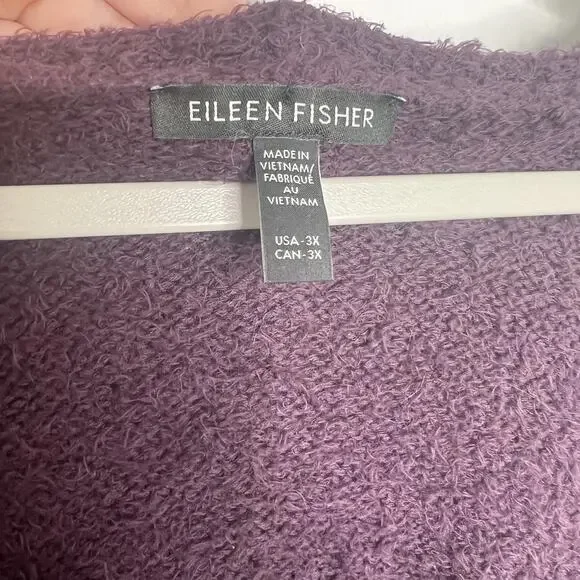 EILEEN FISHER
MADE IN
VIETNAM/
FABRIQUÉ
AU
VIETNAM
USA-3X
CAN-3X